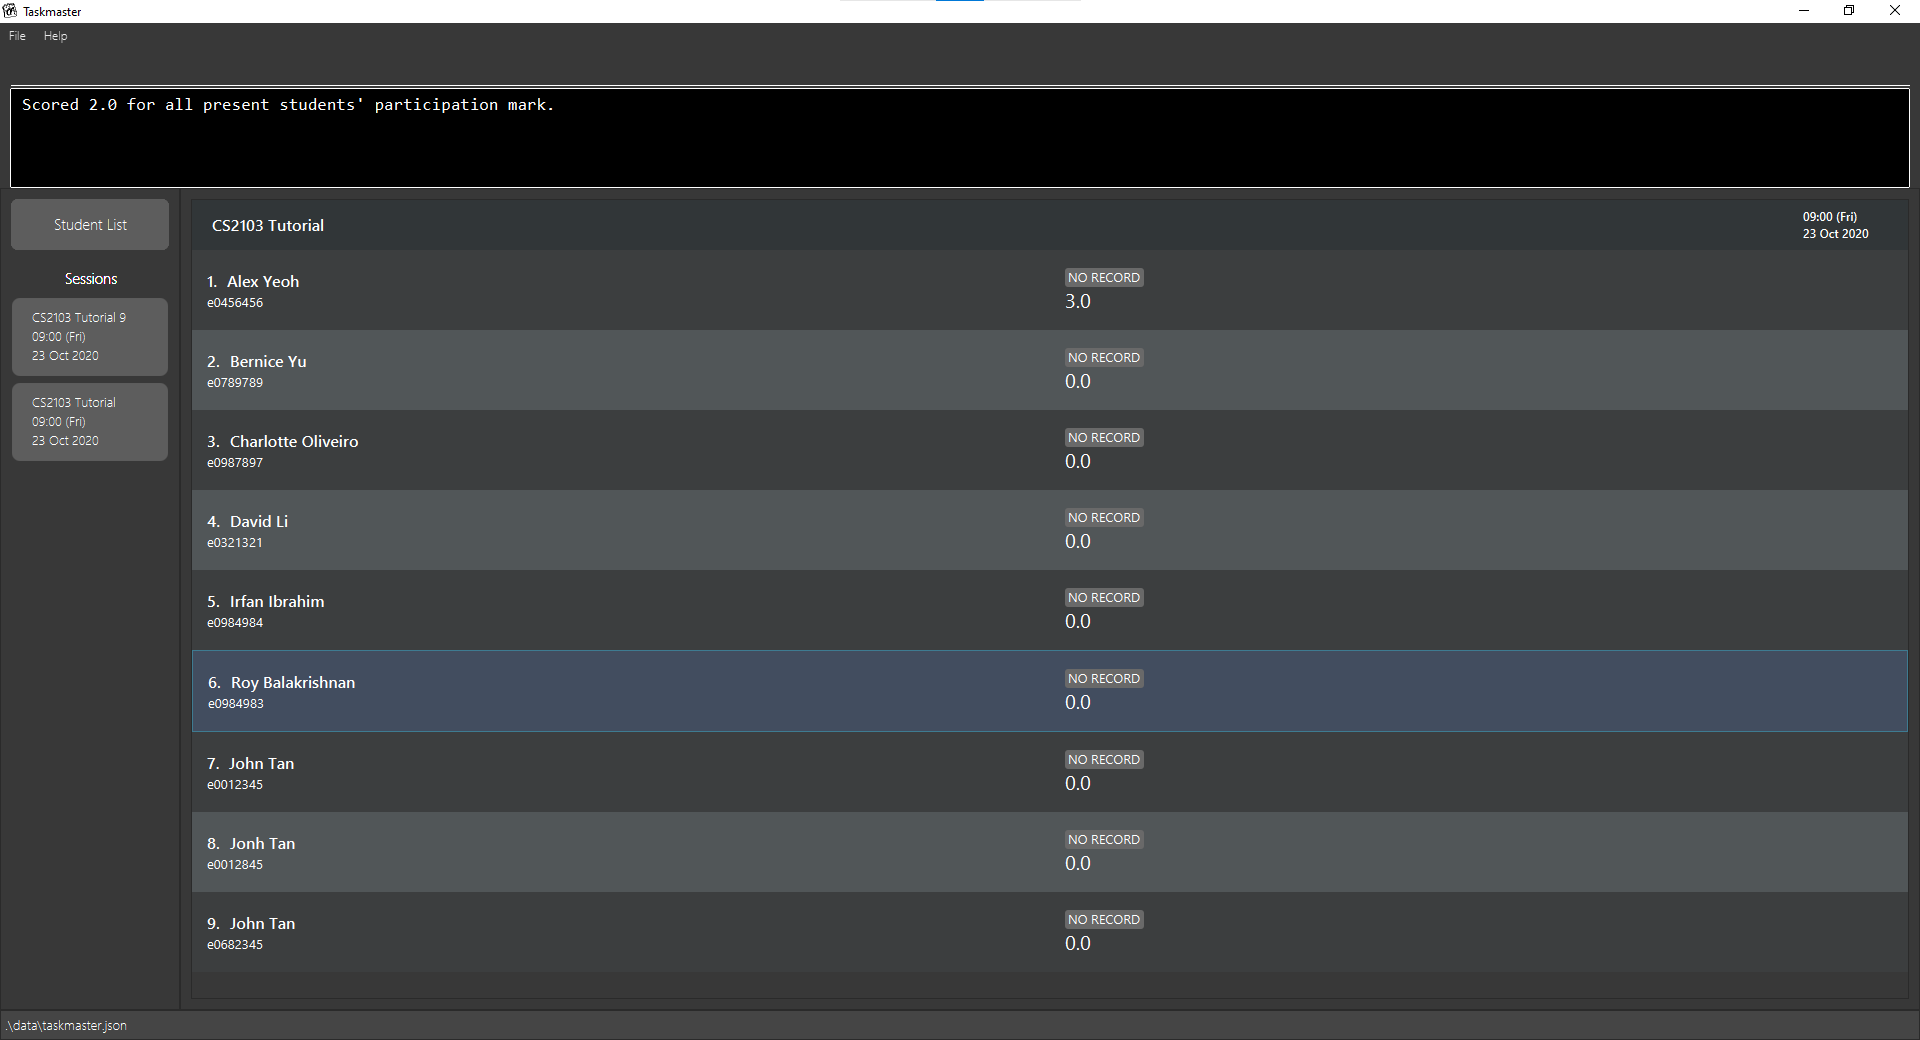 Taskmaster
File Help
Scored 2.0 for all present students' participation mark.
Student List
Sessions
CS2103 Tutorial 9
09:00 (Fri)
23 Oct 2020
CS2103 Tutorial
09:00 (Fri)
23 Oct 2020
CS2103 Tutorial
09:00 (Fri)
23 Oct 2020
1. Alex Yeoh
e0456456
NO RECORD
3.0
2. Bernice Yu
e0789789
NO RECORD
0.0
3. Charlotte Oliveiro
e0987897
NO RECORD
0.0
4. David Li
e0321321
NO RECORD
0.0
5. Irfan Ibrahim
e0984984
NO RECORD
0.0
6. Roy Balakrishnan
e0984983
NO RECORD
0.0
7. John Tan
e0012345
NO RECORD
0.0
8. Jonh Tan
e0012845
NO RECORD
0.0
9. John Tan
e0682345
NO RECORD
0.0
.\data\taskmaster.json